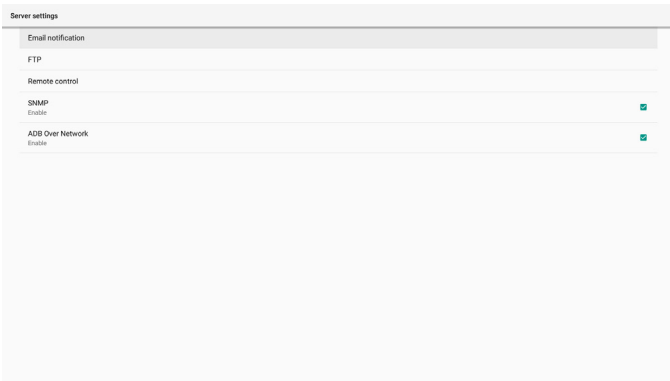 Server settings
Email notification
FTP
Remote control
SNMP
Enable
ADB Over Network
Enable